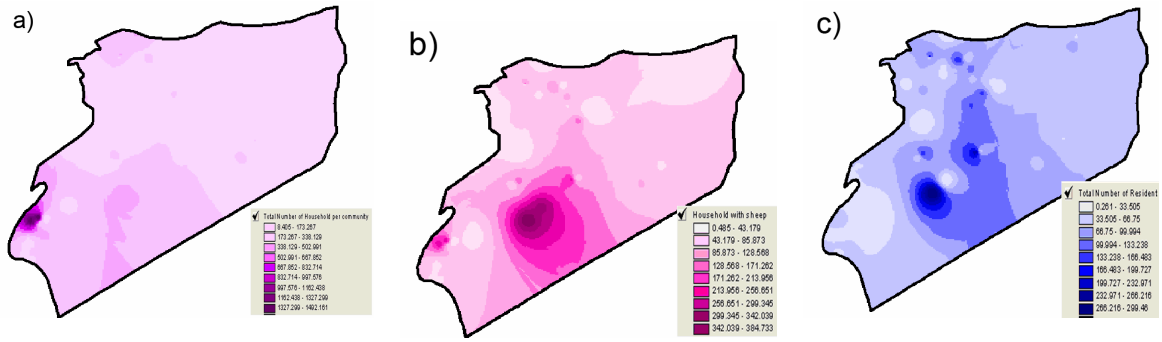 a)
b)
c)
Total Number of Household per community
8.405 - 173.267
173.267 - 338.129
338.129 - 502.991
502.991 - 667.852
667.852 - 832.714
832.714 - 997.576
997.576 - 1162.438
1162.438 - 1327.299
1327.299 - 1492.161
Household with sheep
0.485 - 43.179
43.179 - 85.873
85.873 - 128.568
128.568 - 171.262
171.262 - 213.956
213.956 - 256.651
256.651 - 299.345
299.345 - 342.039
342.039 - 384.733
Total Number of Resident
0.261 - 33.505
33.505 - 66.75
66.75 - 99.994
99.994 - 133.238
133.238 - 166.483
166.483 - 199.727
199.727 - 232.971
232.971 - 266.216
266.216 - 299.46